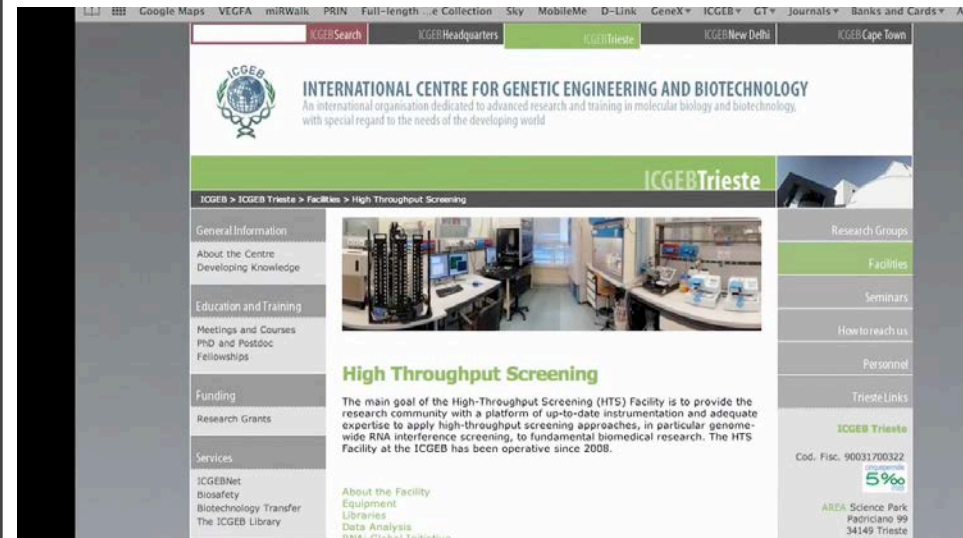 Google Maps VEGFA miRWalk PRIN Full-length ...e Collection Sky MobileMe D-Link GeneX▾ ICGEB▾ GT▾ Journals▾ Banks and Cards▾
ICGEB Search ICGEB Headquarters ICGEB Trieste ICGEB New Delhi ICGEB Cape Town
ICGEB
INTERNATIONAL CENTRE FOR GENETIC ENGINEERING AND BIOTECHNOLOGY
An international organisation dedicated to advanced research and training in molecular biology and biotechnology,
with special regard to the needs of the developing world
ICGEBTrieste
ICGEB > ICGEB Trieste > Facilities > High Throughput Screening
General Information
About the Centre
Developing Knowledge
Education and Training
Meetings and Courses
PhD and Postdoc
Fellowships
Funding
Research Grants
Services
ICGEBNet
Biosafety
Biotechnology Transfer
The ICGEB Library
High Throughput Screening
The main goal of the High-Throughput Screening (HTS) Facility is to provide the
research community with a platform of up-to-date instrumentation and adequate
expertise to apply high-throughput screening approaches, in particular genome-
wide RNA interference screening, to fundamental biomedical research. The HTS
Facility at the ICGEB has been operative since 2008.
About the Facility
Equipment
Libraries
Data Analysis
RNAi Global Initiative
Research Groups
Facilities
Seminars
How to reach us
Personnel
Trieste Links
ICGEB Trieste
Cod. Fisc. 90031700322
cinquepermille
5‰
AREA Science Park
Padriciano 99
34149 Trieste